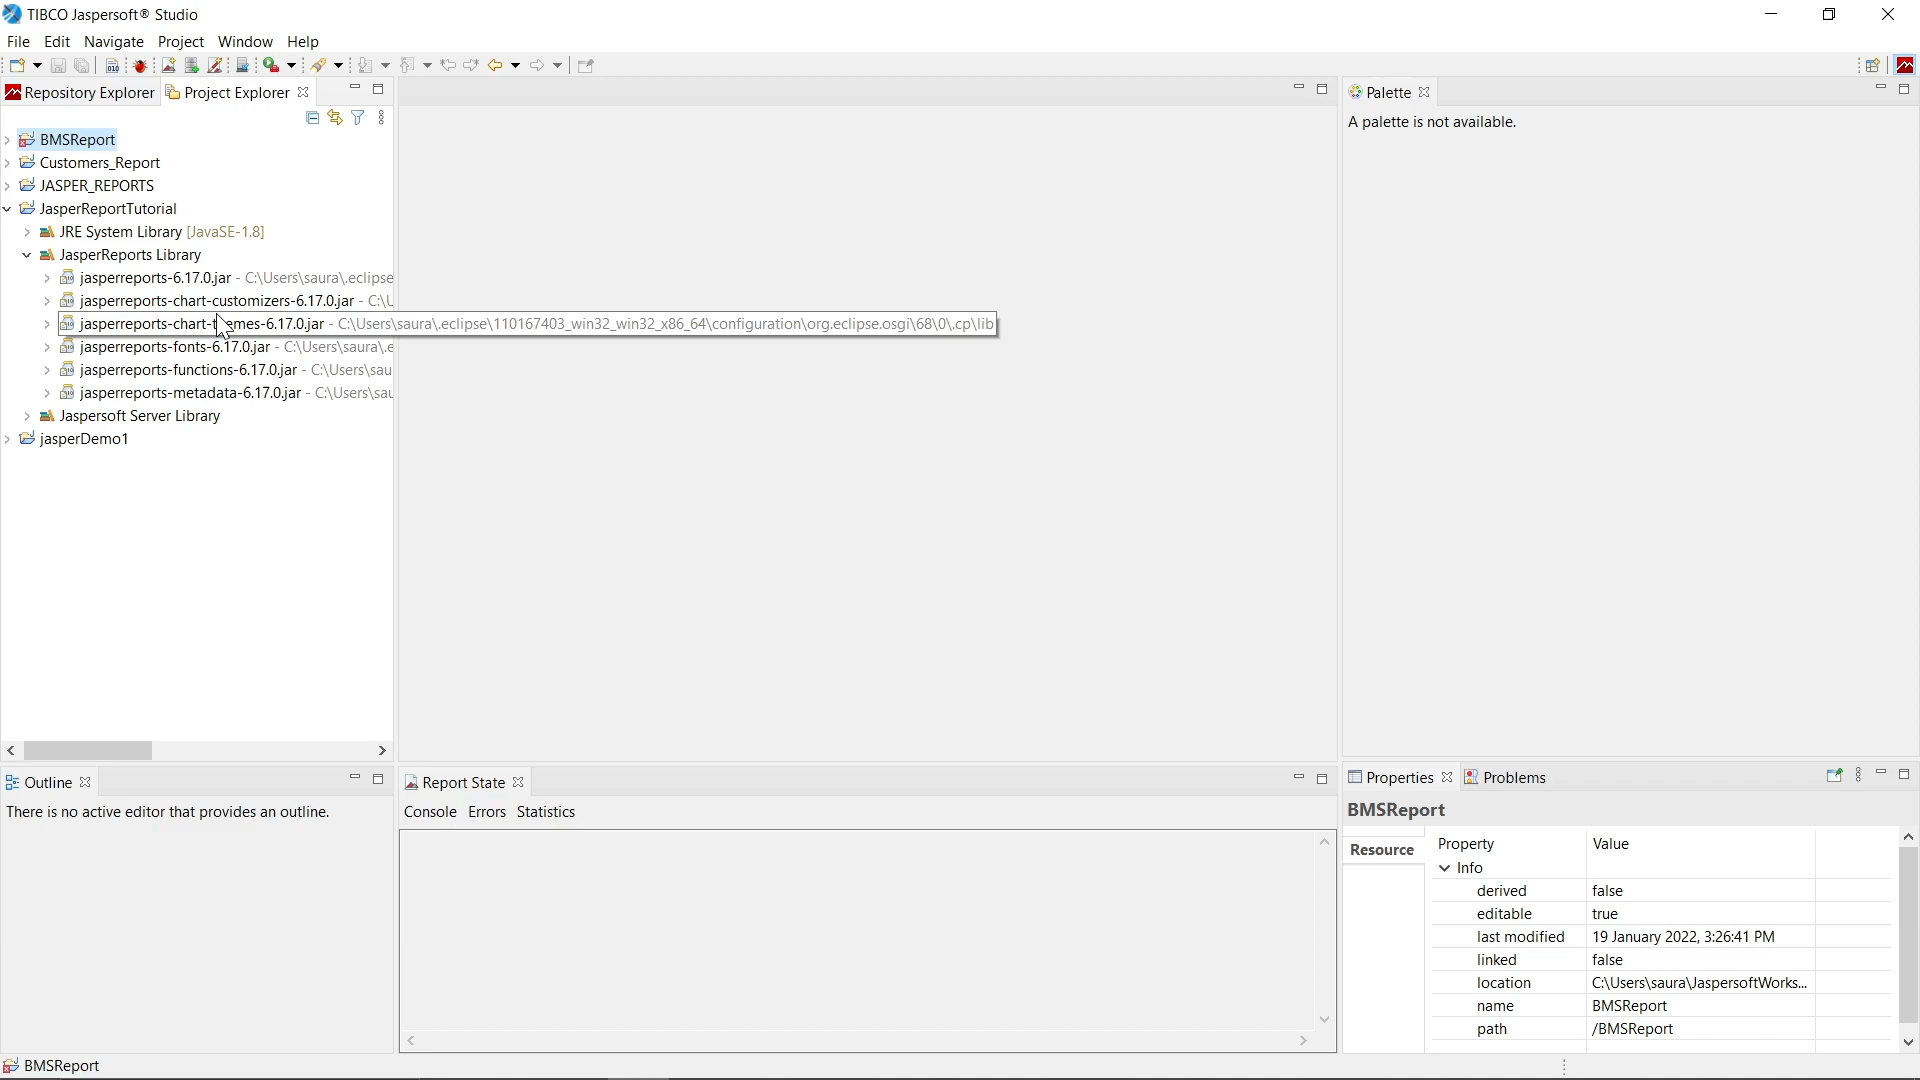 TIBCO Jaspersoft® Studio
File Edit Navigate Project Window Help
Repository Explorer Project Explorer
BMSReport
Customers_Report
JASPER_REPORTS
JasperReportTutorial
JRE System Library [JavaSE-1.8]
JasperReports Library
jasperreports-6.17.0.jar - C:\Users\saura\.eclipse
jasperreports-chart-customizers-6.17.0.jar - C:\U
jasperreports-chart-themes-6.17.0.jar - C:\Users\saura\.eclipse\110167403_win32_win32_x86_64\configuration\org.eclipse.osgi\68\0\.cp\lib
jasperreports-fonts-6.17.0.jar - C:\Users\saura\.e
jasperreports-functions-6.17.0.jar - C:\Users\sau
jasperreports-metadata-6.17.0.jar - C:\Users\sau
Jaspersoft Server Library
jasperDemo1
Palette
A palette is not available.
Outline
There is no active editor that provides an outline.
Report State
Console Errors Statistics
Properties Problems
BMSReport
Resource
Property Value
Info
derived false
editable true
last modified 19 January 2022, 3:26:41 PM
linked false
location C:\Users\saura\JaspersoftWorks...
name BMSReport
path /BMSReport
BMSReport